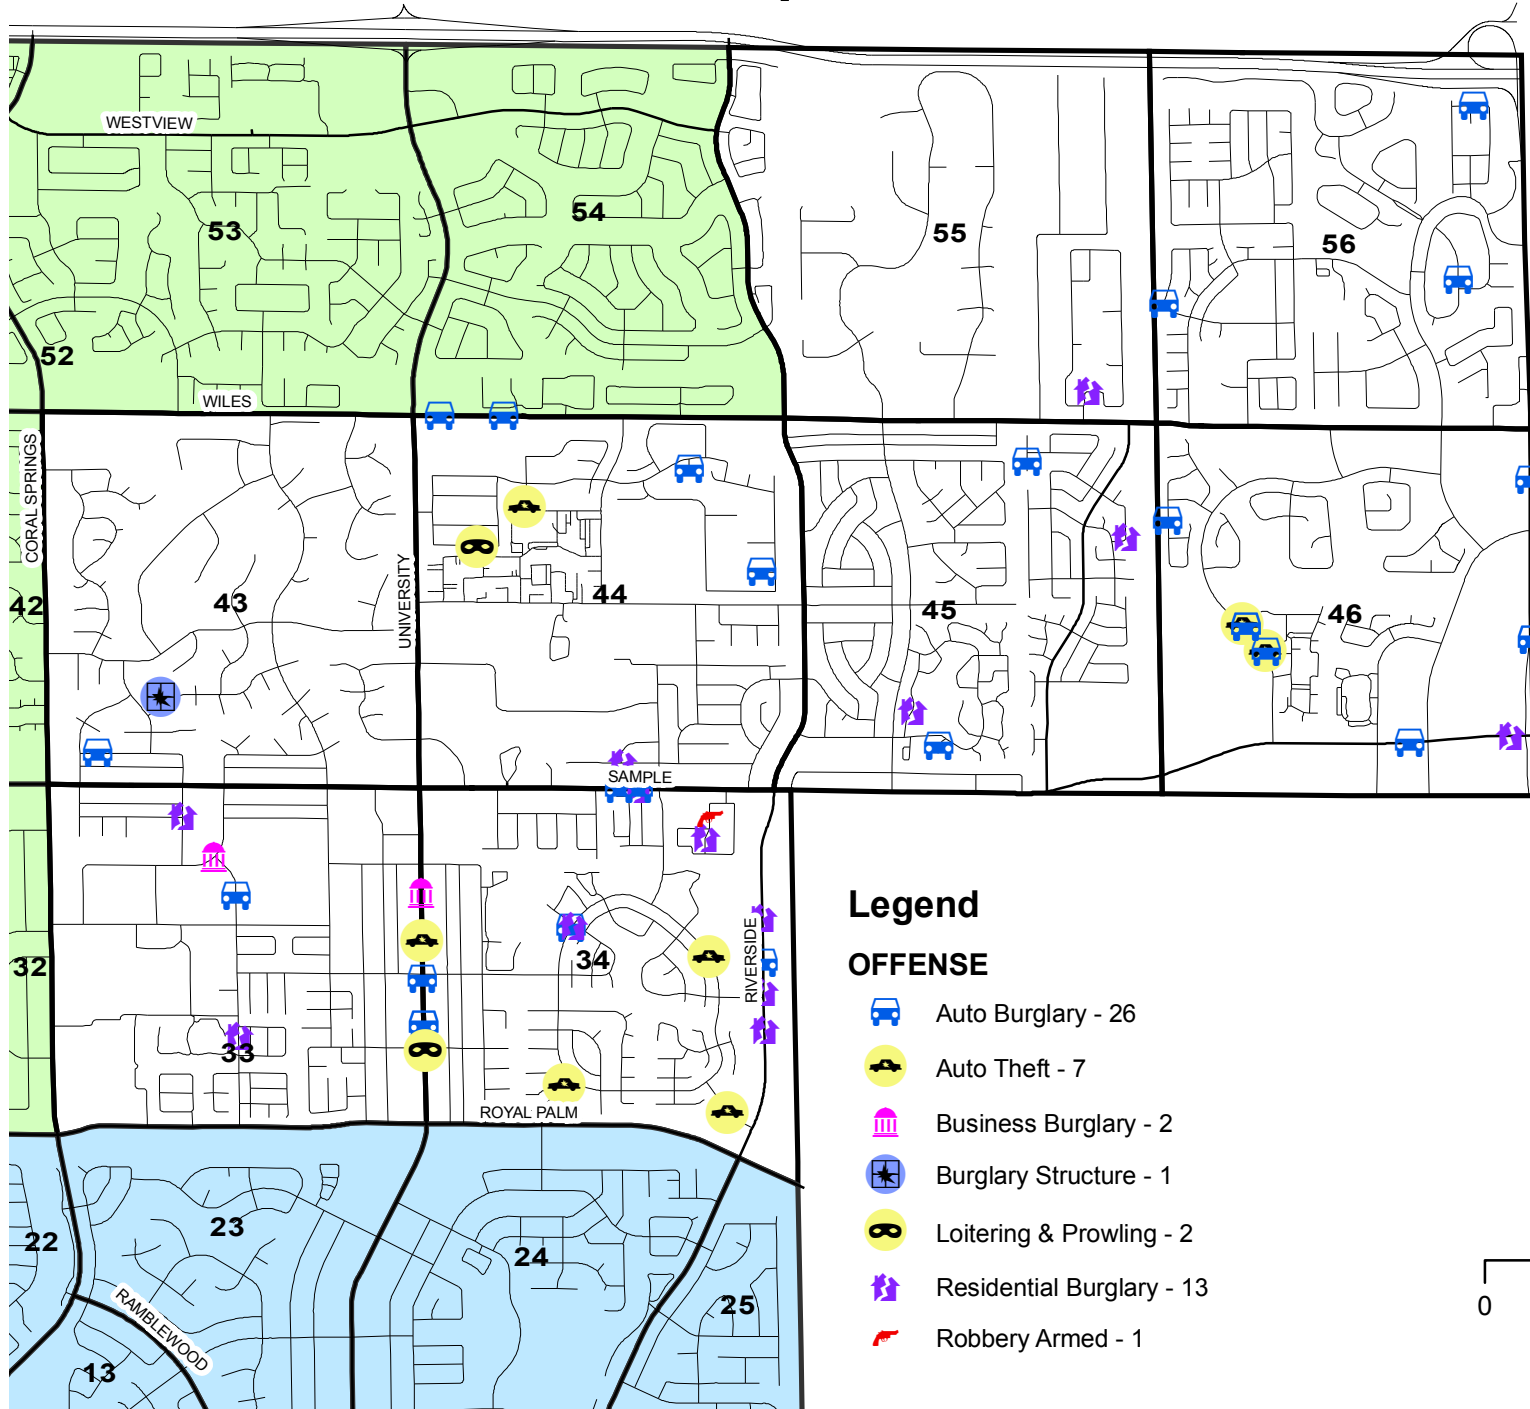 WESTVIEW
54
53
55
56
52
WILES
CORAL SPRINGS
UNIVERSITY
42
43
44
45
46
SAMPLE
32
33
34
RIVERSIDE
ROYAL PALM
22
23
24
25
RAMBLEWOOD
13
Legend
OFFENSE
Auto Burglary - 26
Auto Theft - 7
Business Burglary - 2
Burglary Structure - 1
Loitering & Prowling - 2
Residential Burglary - 13
Robbery Armed - 1
0